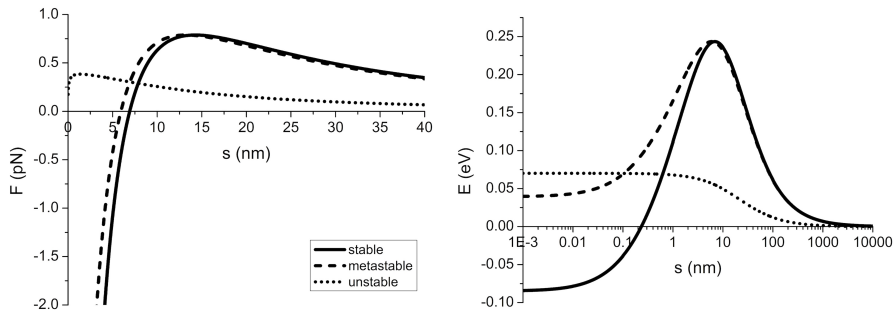 1.0
0.5
0.0
0 5 10 15 20 25 30 35 40
s (nm)
-0.5
F (pN)
-1.0
-1.5
-2.0
stable
metastable
unstable
0.25
0.20
0.15
E (eV)
0.10
0.05
0.00
1E-3 0.01 0.1 1 10 100 1000 10000
s (nm)
-0.05
-0.10